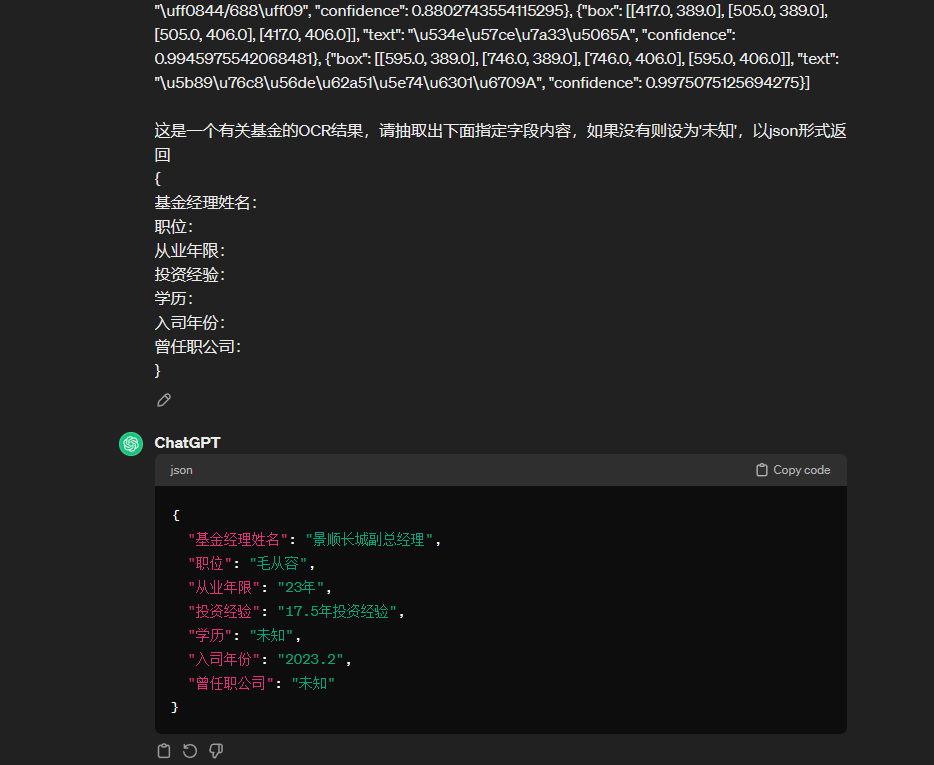 "\uff0844/688\uff09", "confidence": 0.8802743554115295}, {"box": [[417.0, 389.0], [505.0, 389.0],
[505.0, 406.0], [417.0, 406.0]], "text": "\u534e\u57ce\u7a33\u5065A", "confidence":
0.9945975542068481}, {"box": [[595.0, 389.0], [746.0, 389.0], [746.0, 406.0], [595.0, 406.0]], "text":
"\u5b89\u76c8\u56de\u62a51\u5e74\u6301\u6709A", "confidence": 0.9975075125694275}]
这是一个有关基金的OCR结果，请抽取出下面指定字段内容，如果没有则设为'未知'，以json形式返
回
{
基金经理姓名：
职位：
从业年限：
投资经验：
学历：
入司年份：
曾任职公司：
}
ChatGPT
json Copy code
{
"基金经理姓名": "景顺长城副总经理",
"职位": "毛从容",
"从业年限": "23年",
"投资经验": "17.5年投资经验",
"学历": "未知",
"入司年份": "2023.2",
"曾任职公司": "未知"
}